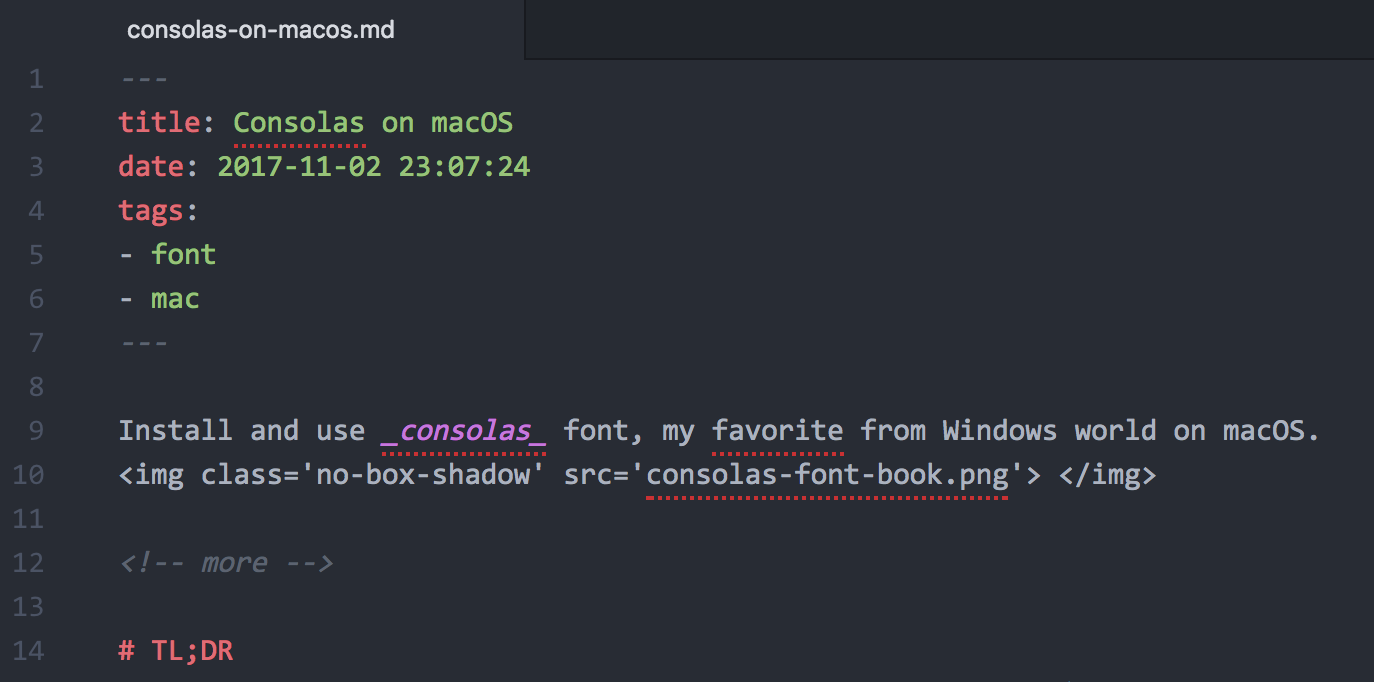 consolas-on-macos.md
1 ---
2 title: Consolas on macOS
3 date: 2017-11-02 23:07:24
4 tags:
5 - font
6 - mac
7 ---
8
9 Install and use _consolas_ font, my favorite from Windows world on macOS.
10 <img class='no-box-shadow' src='consolas-font-book.png'> </img>
11
12 <!-- more -->
13
14 # TL;DR